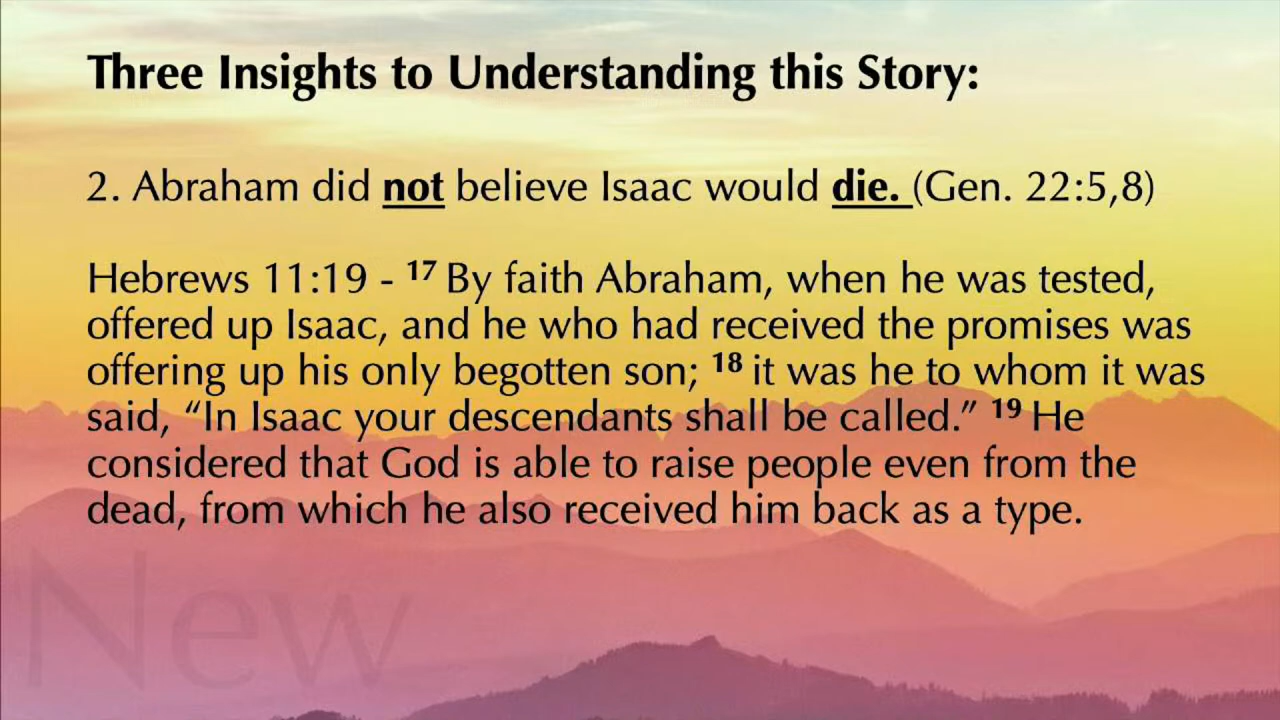 Three Insights to Understanding this Story:
2. Abraham did not believe Isaac would die. (Gen. 22:5,8)
Hebrews 11:19 - 17 By faith Abraham, when he was tested,
offered up Isaac, and he who had received the promises was
offering up his only begotten son; 18 it was he to whom it was
said, “In Isaac your descendants shall be called.” 19 He
considered that God is able to raise people even from the
dead, from which he also received him back as a type.
New